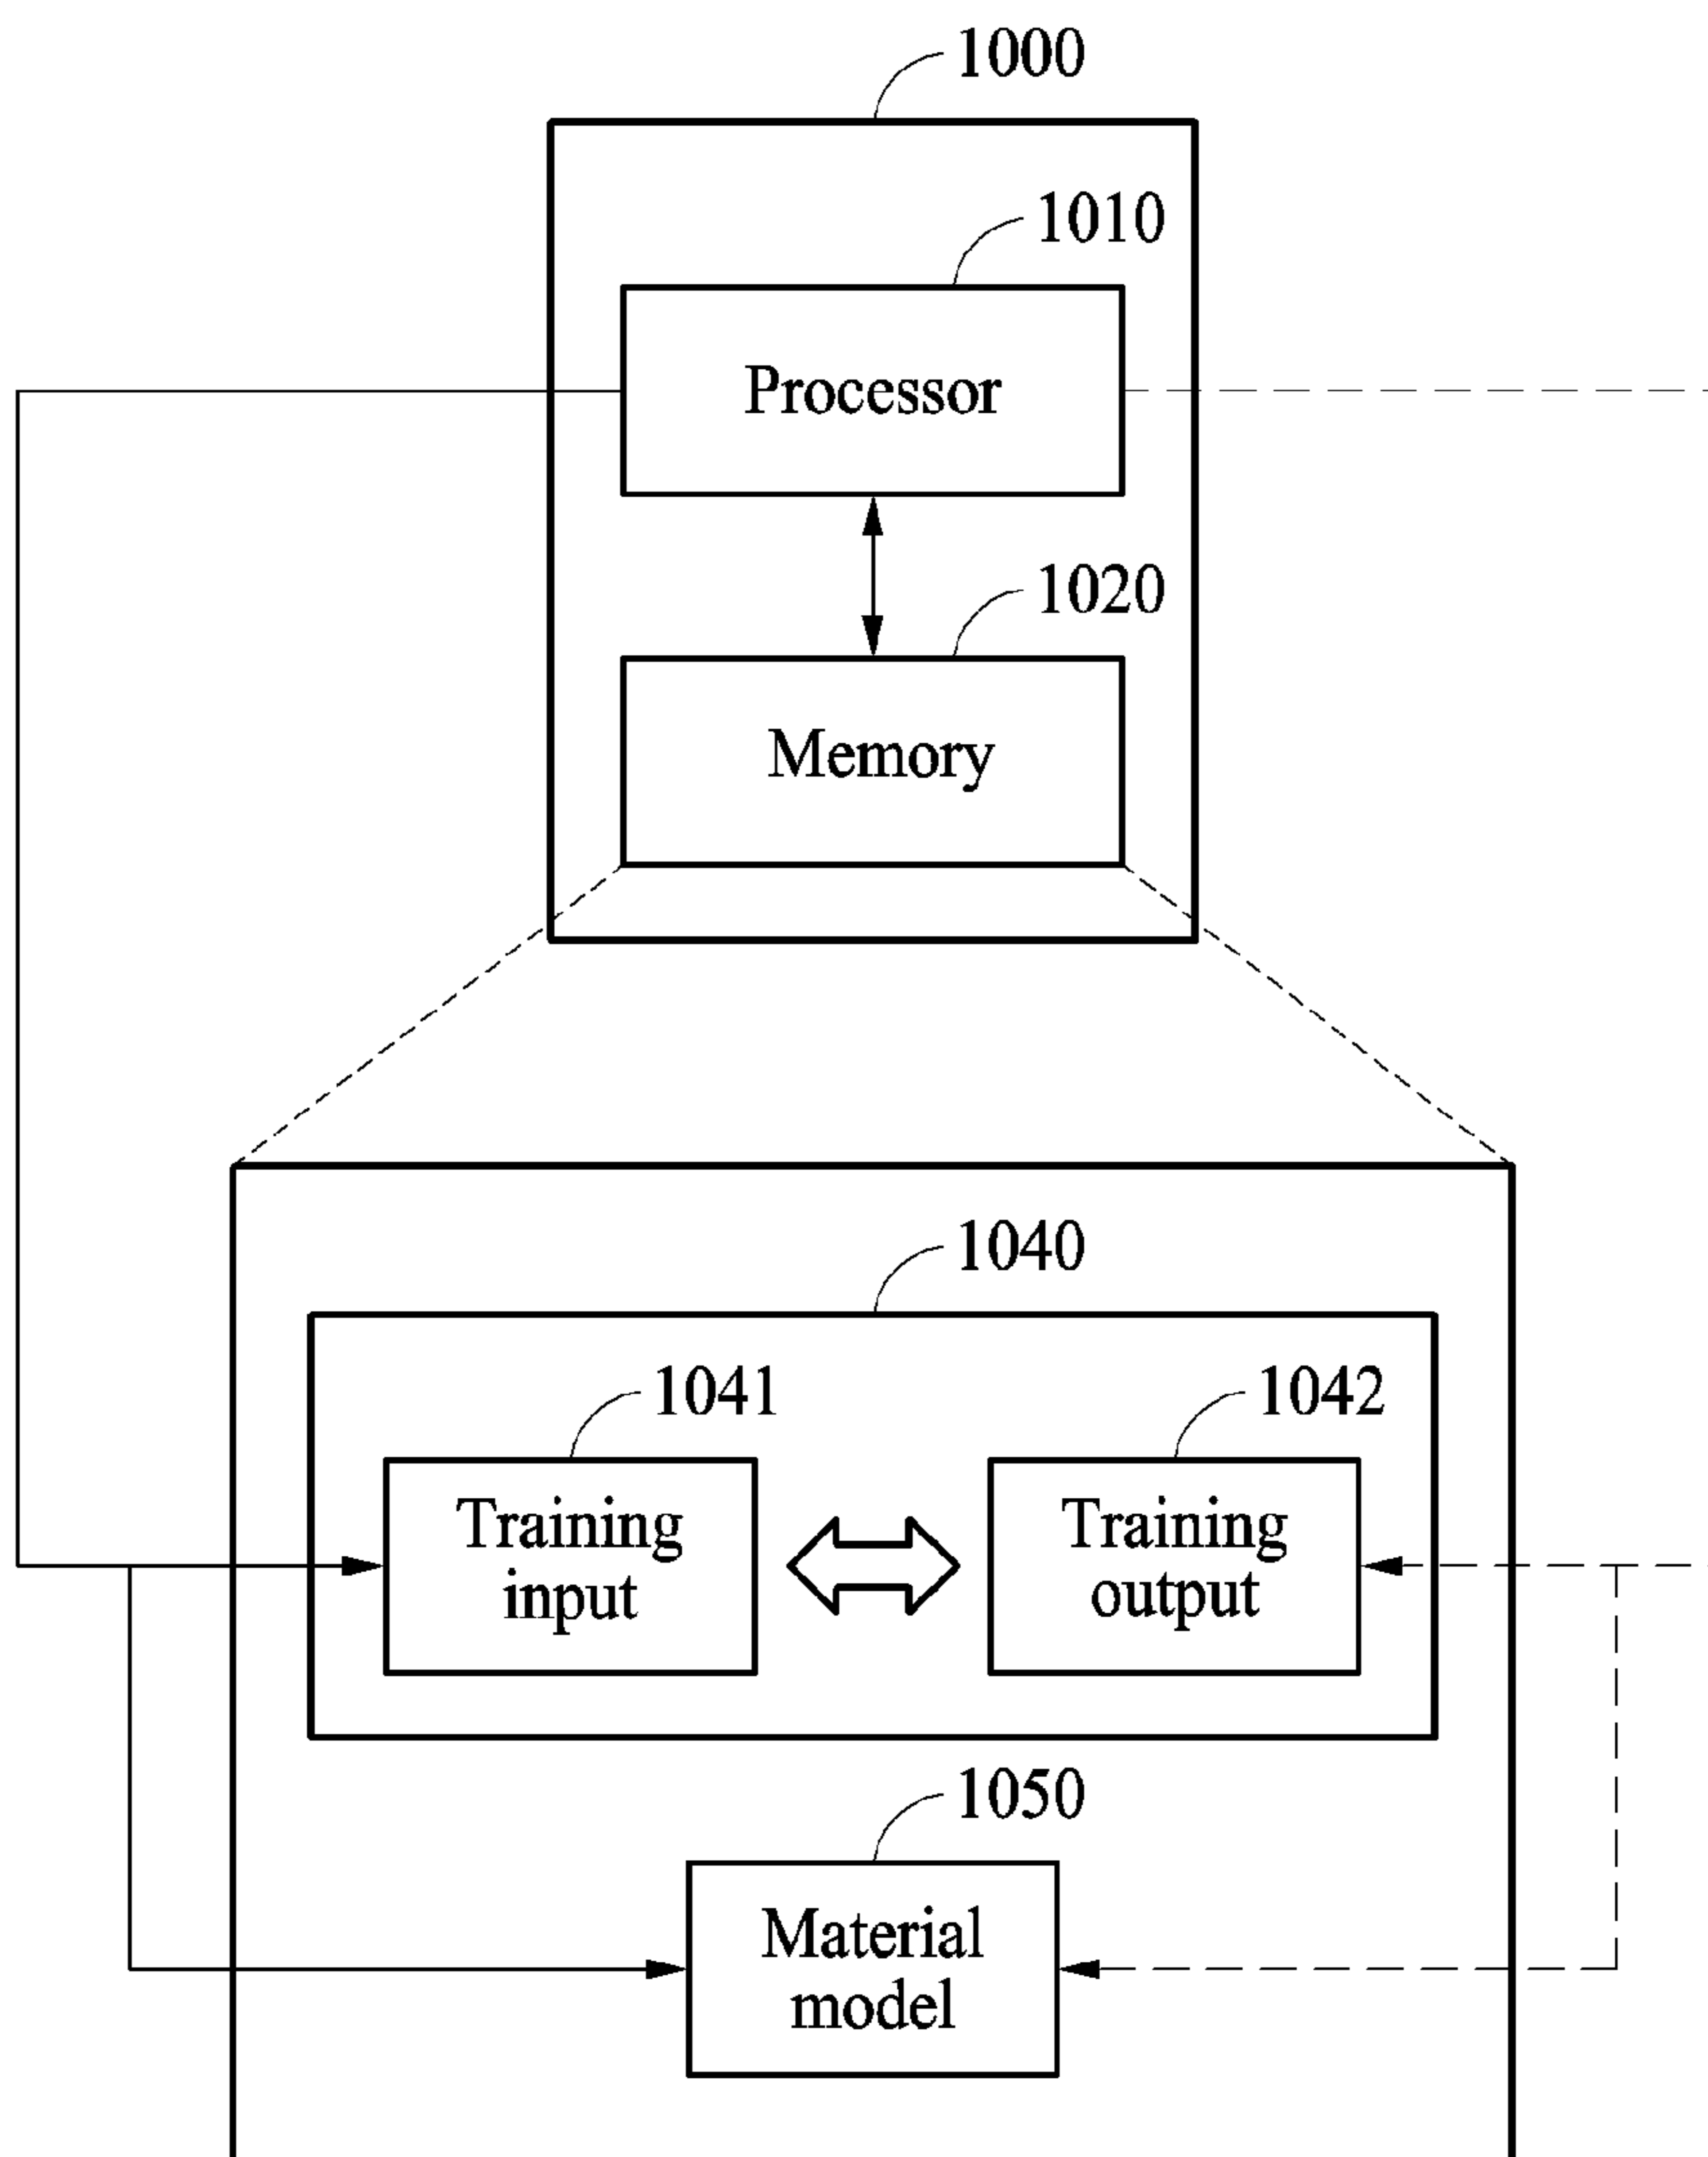 1000
1010
Processor
1020
Memory
1040
1041
1042
Training
input
Training
output
1050
Material
model